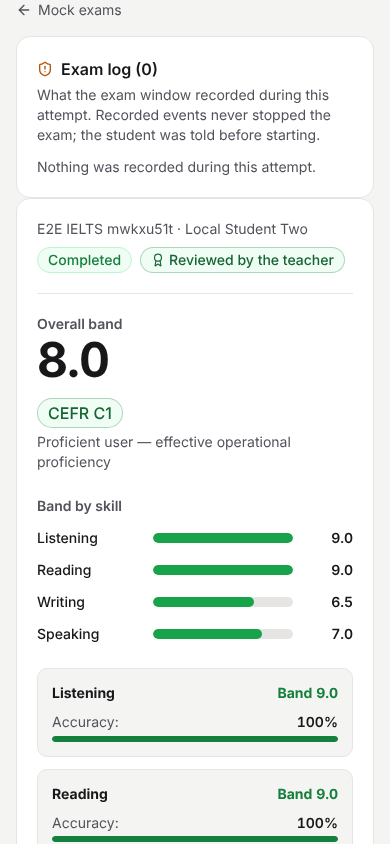 Mock exams
Exam log (0)
What the exam window recorded during this
attempt. Recorded events never stopped the
exam; the student was told before starting.
Nothing was recorded during this attempt.
E2E IELTS mwkxu51t · Local Student Two
Completed
Reviewed by the teacher
Overall band
8.0
CEFR C1
Proficient user — effective operational
proficiency
Band by skill
Listening 9.0
Reading 9.0
Writing 6.5
Speaking 7.0
Listening Band 9.0
Accuracy: 100%
Reading Band 9.0
Accuracy: 100%